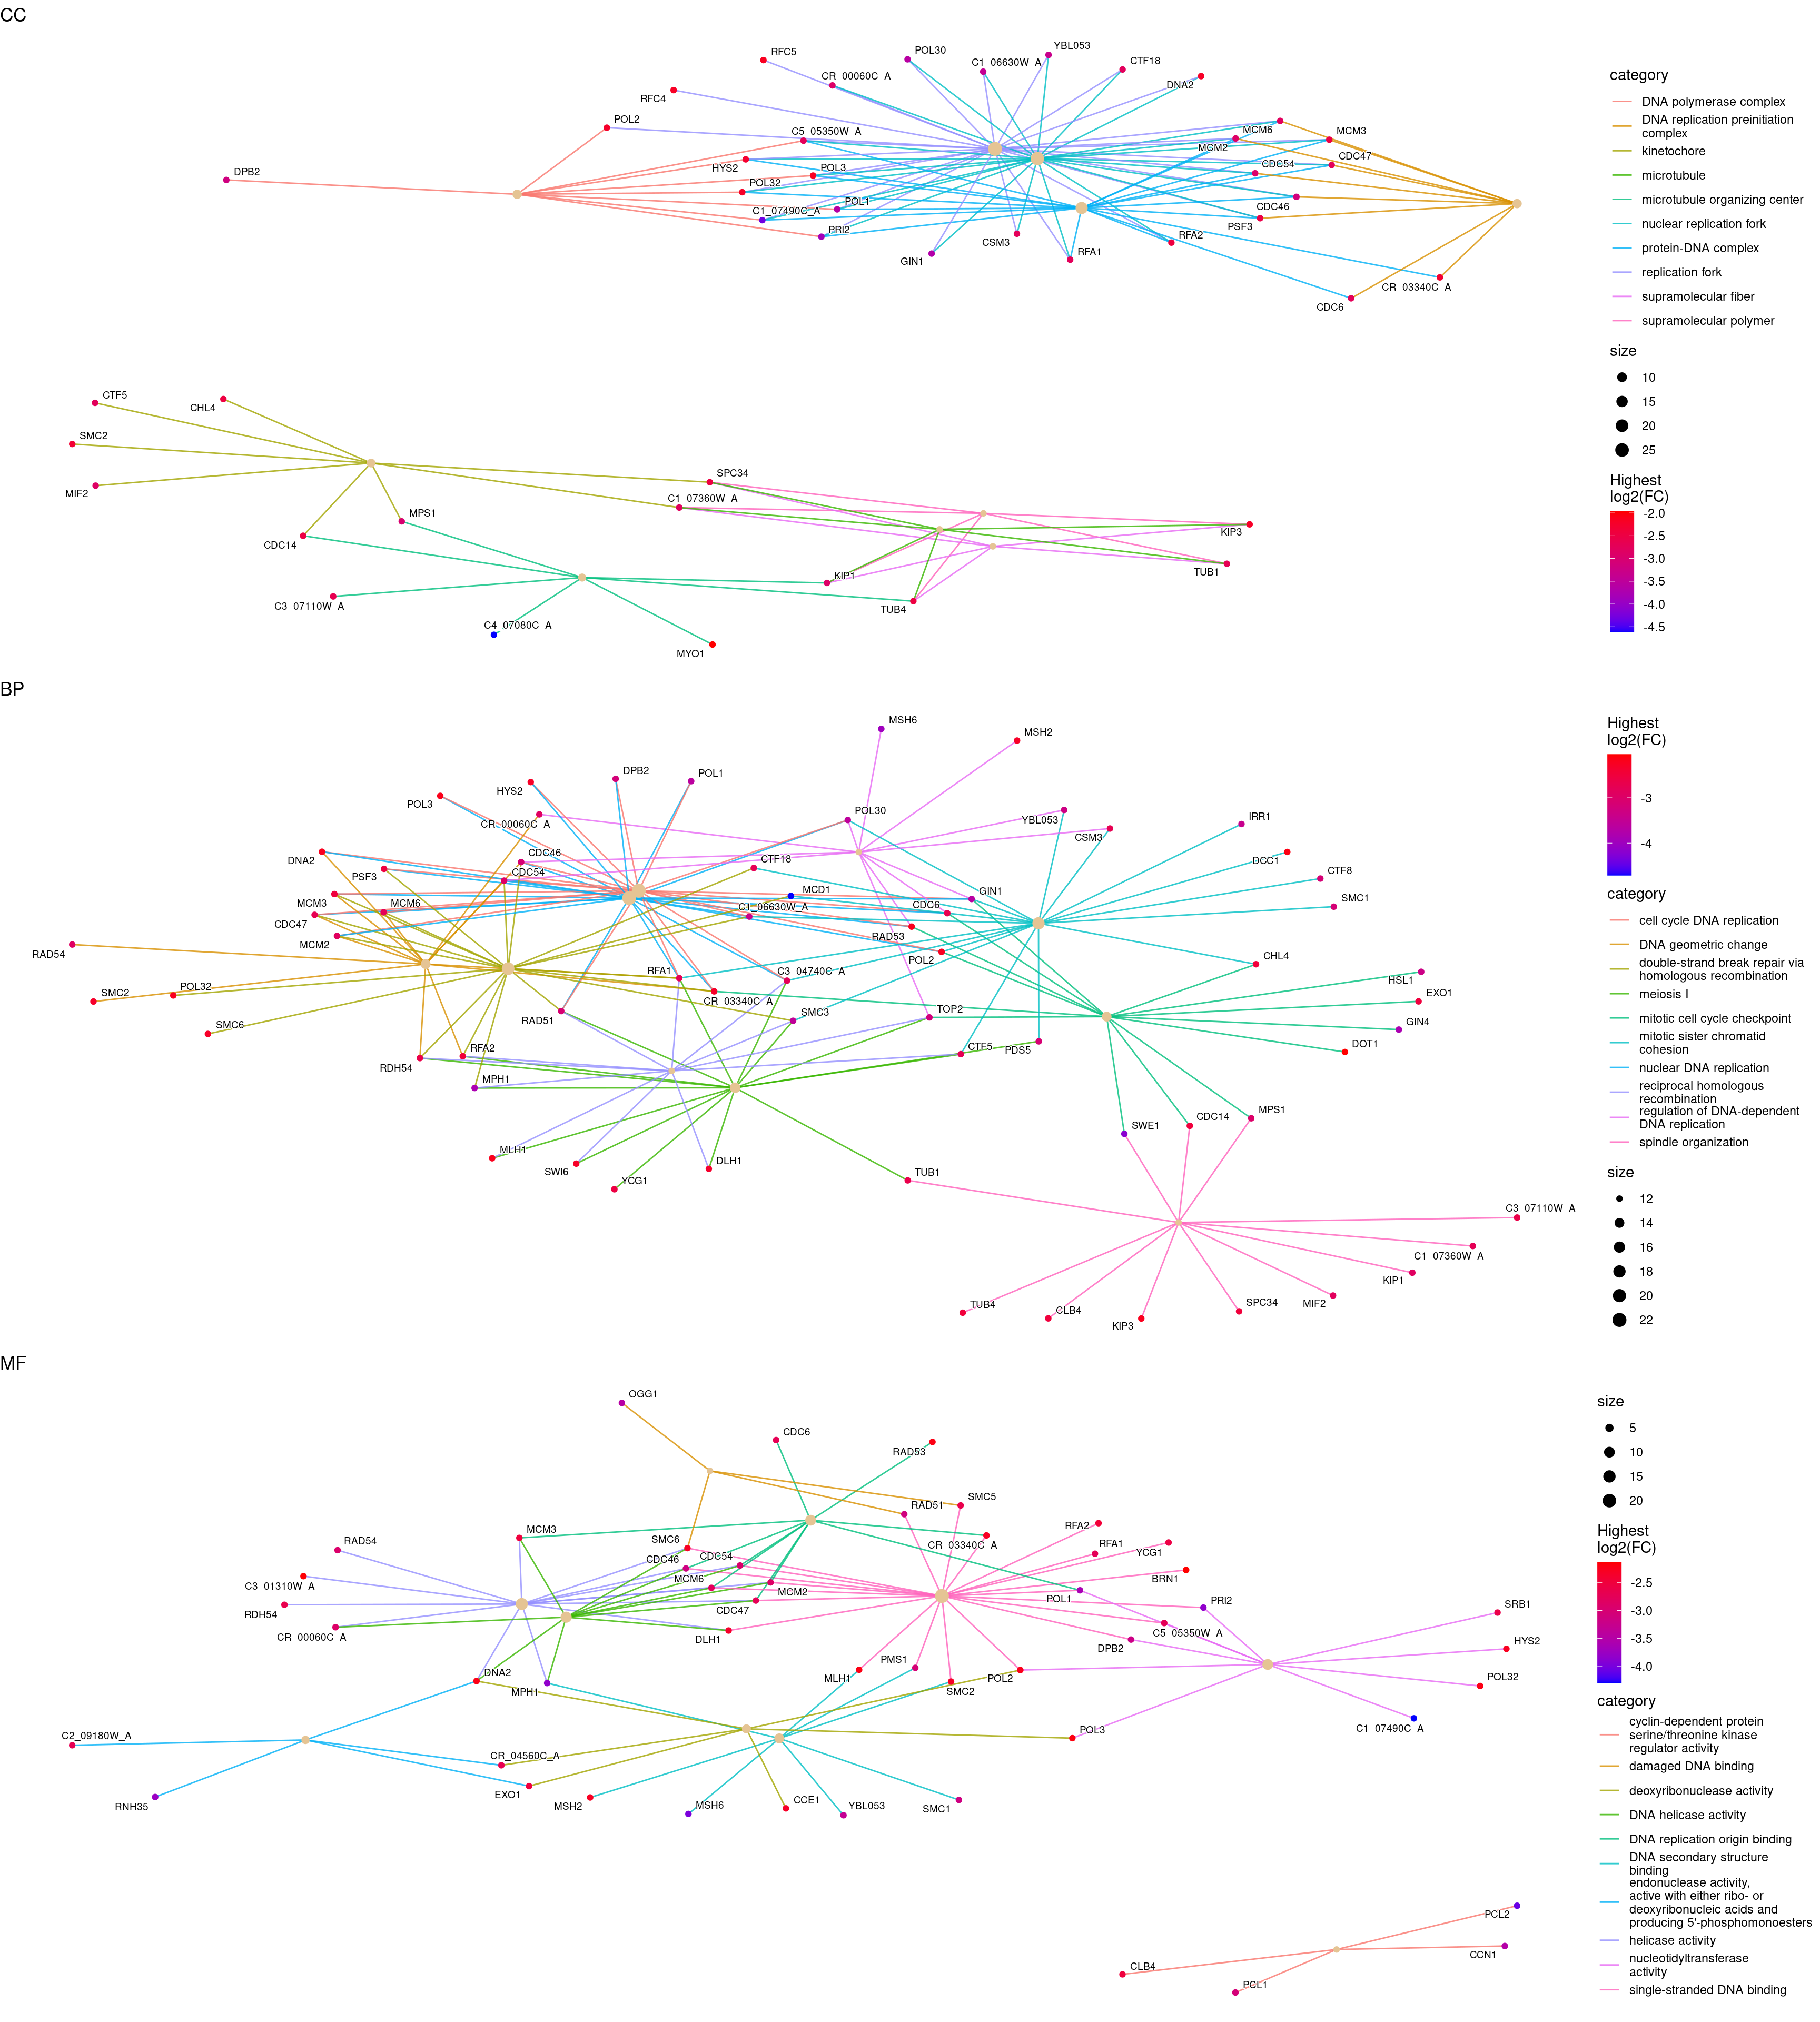 CC
RFC5
POL30
YBL053
C1_06630W_A
CTF18
CR_00060C_A
DNA2
RFC4
POL2
C5_05350W_A
MCM6
MCM3
MCM2
CDC47
HYS2
POL3
CDC54
DPB2
POL32
POL1
C1_07490C_A
CDC46
PRI2
PSF3
CSM3
RFA2
GIN1
RFA1
CR_03340C_A
CDC6
category
DNA polymerase complex
DNA replication preinitiation
complex
kinetochore
microtubule
microtubule organizing center
nuclear replication fork
protein-DNA complex
replication fork
supramolecular fiber
supramolecular polymer
size
10
15
20
25
Highest
log2(FC)
-2.0
-2.5
-3.0
-3.5
-4.0
-4.5
CTF5
CHL4
SMC2
MIF2
SPC34
C1_07360W_A
MPS1
CDC14
KIP3
TUB1
KIP1
C3_07110W_A
TUB4
C4_07080C_A
MYO1
BP
MSH6
MSH2
DPB2
POL1
HYS2
POL3
CR_00060C_A
POL30
YBL053
IRR1
CSM3
CDC46
DCC1
DNA2
CDC54
CTF18
CTF8
PSF3
MCD1
GIN1
SMC1
MCM3
MCM6
C1_06630W_A
CDC6
CDC47
RAD53
MCM2
RAD54
POL2
CHL4
RFA1
C3_04740C_A
HSL1
SMC2
POL32
CR_03340C_A
EXO1
SMC6
RAD51
SMC3
TOP2
GIN4
RFA2
CTF5
PDS5
DOT1
RDH54
MPH1
SWE1
CDC14
MPS1
MLH1
SWI6
DLH1
YCG1
TUB1
C3_07110W_A
C1_07360W_A
KIP1
TUB4
CLB4
KIP3
SPC34
MIF2
Highest
log2(FC)
-3
-4
category
cell cycle DNA replication
DNA geometric change
double-strand break repair via
homologous recombination
meiosis I
mitotic cell cycle checkpoint
mitotic sister chromatid
cohesion
nuclear DNA replication
reciprocal homologous
recombination
regulation of DNA-dependent
DNA replication
spindle organization
size
12
14
16
18
20
22
MF
OGG1
CDC6
RAD53
SMC5
RAD51
MCM3
RFA2
RAD54
SMC6
CR_03340C_A
RFA1
YCG1
CDC46
CDC54
C3_01310W_A
MCM6
MCM2
BRN1
RDH54
CDC47
POL1
PRI2
SRB1
CR_00060C_A
DLH1
C5_05350W_A
DPB2
HYS2
PMS1
DNA2
MLH1
POL2
POL32
MPH1
SMC2
C1_07490C_A
POL3
C2_09180W_A
CR_04560C_A
EXO1
RNH35
MSH2
MSH6
CCE1
YBL053
SMC1
PCL2
CCN1
CLB4
PCL1
size
5
10
15
20
Highest
log2(FC)
-2.5
-3.0
-3.5
-4.0
category
cyclin-dependent protein
serine/threonine kinase
regulator activity
damaged DNA binding
deoxyribonuclease activity
DNA helicase activity
DNA replication origin binding
DNA secondary structure
binding
endonuclease activity,
active with either ribo- or
deoxyribonucleic acids and
producing 5'-phosphomonoesters
helicase activity
nucleotidyltransferase
activity
single-stranded DNA binding